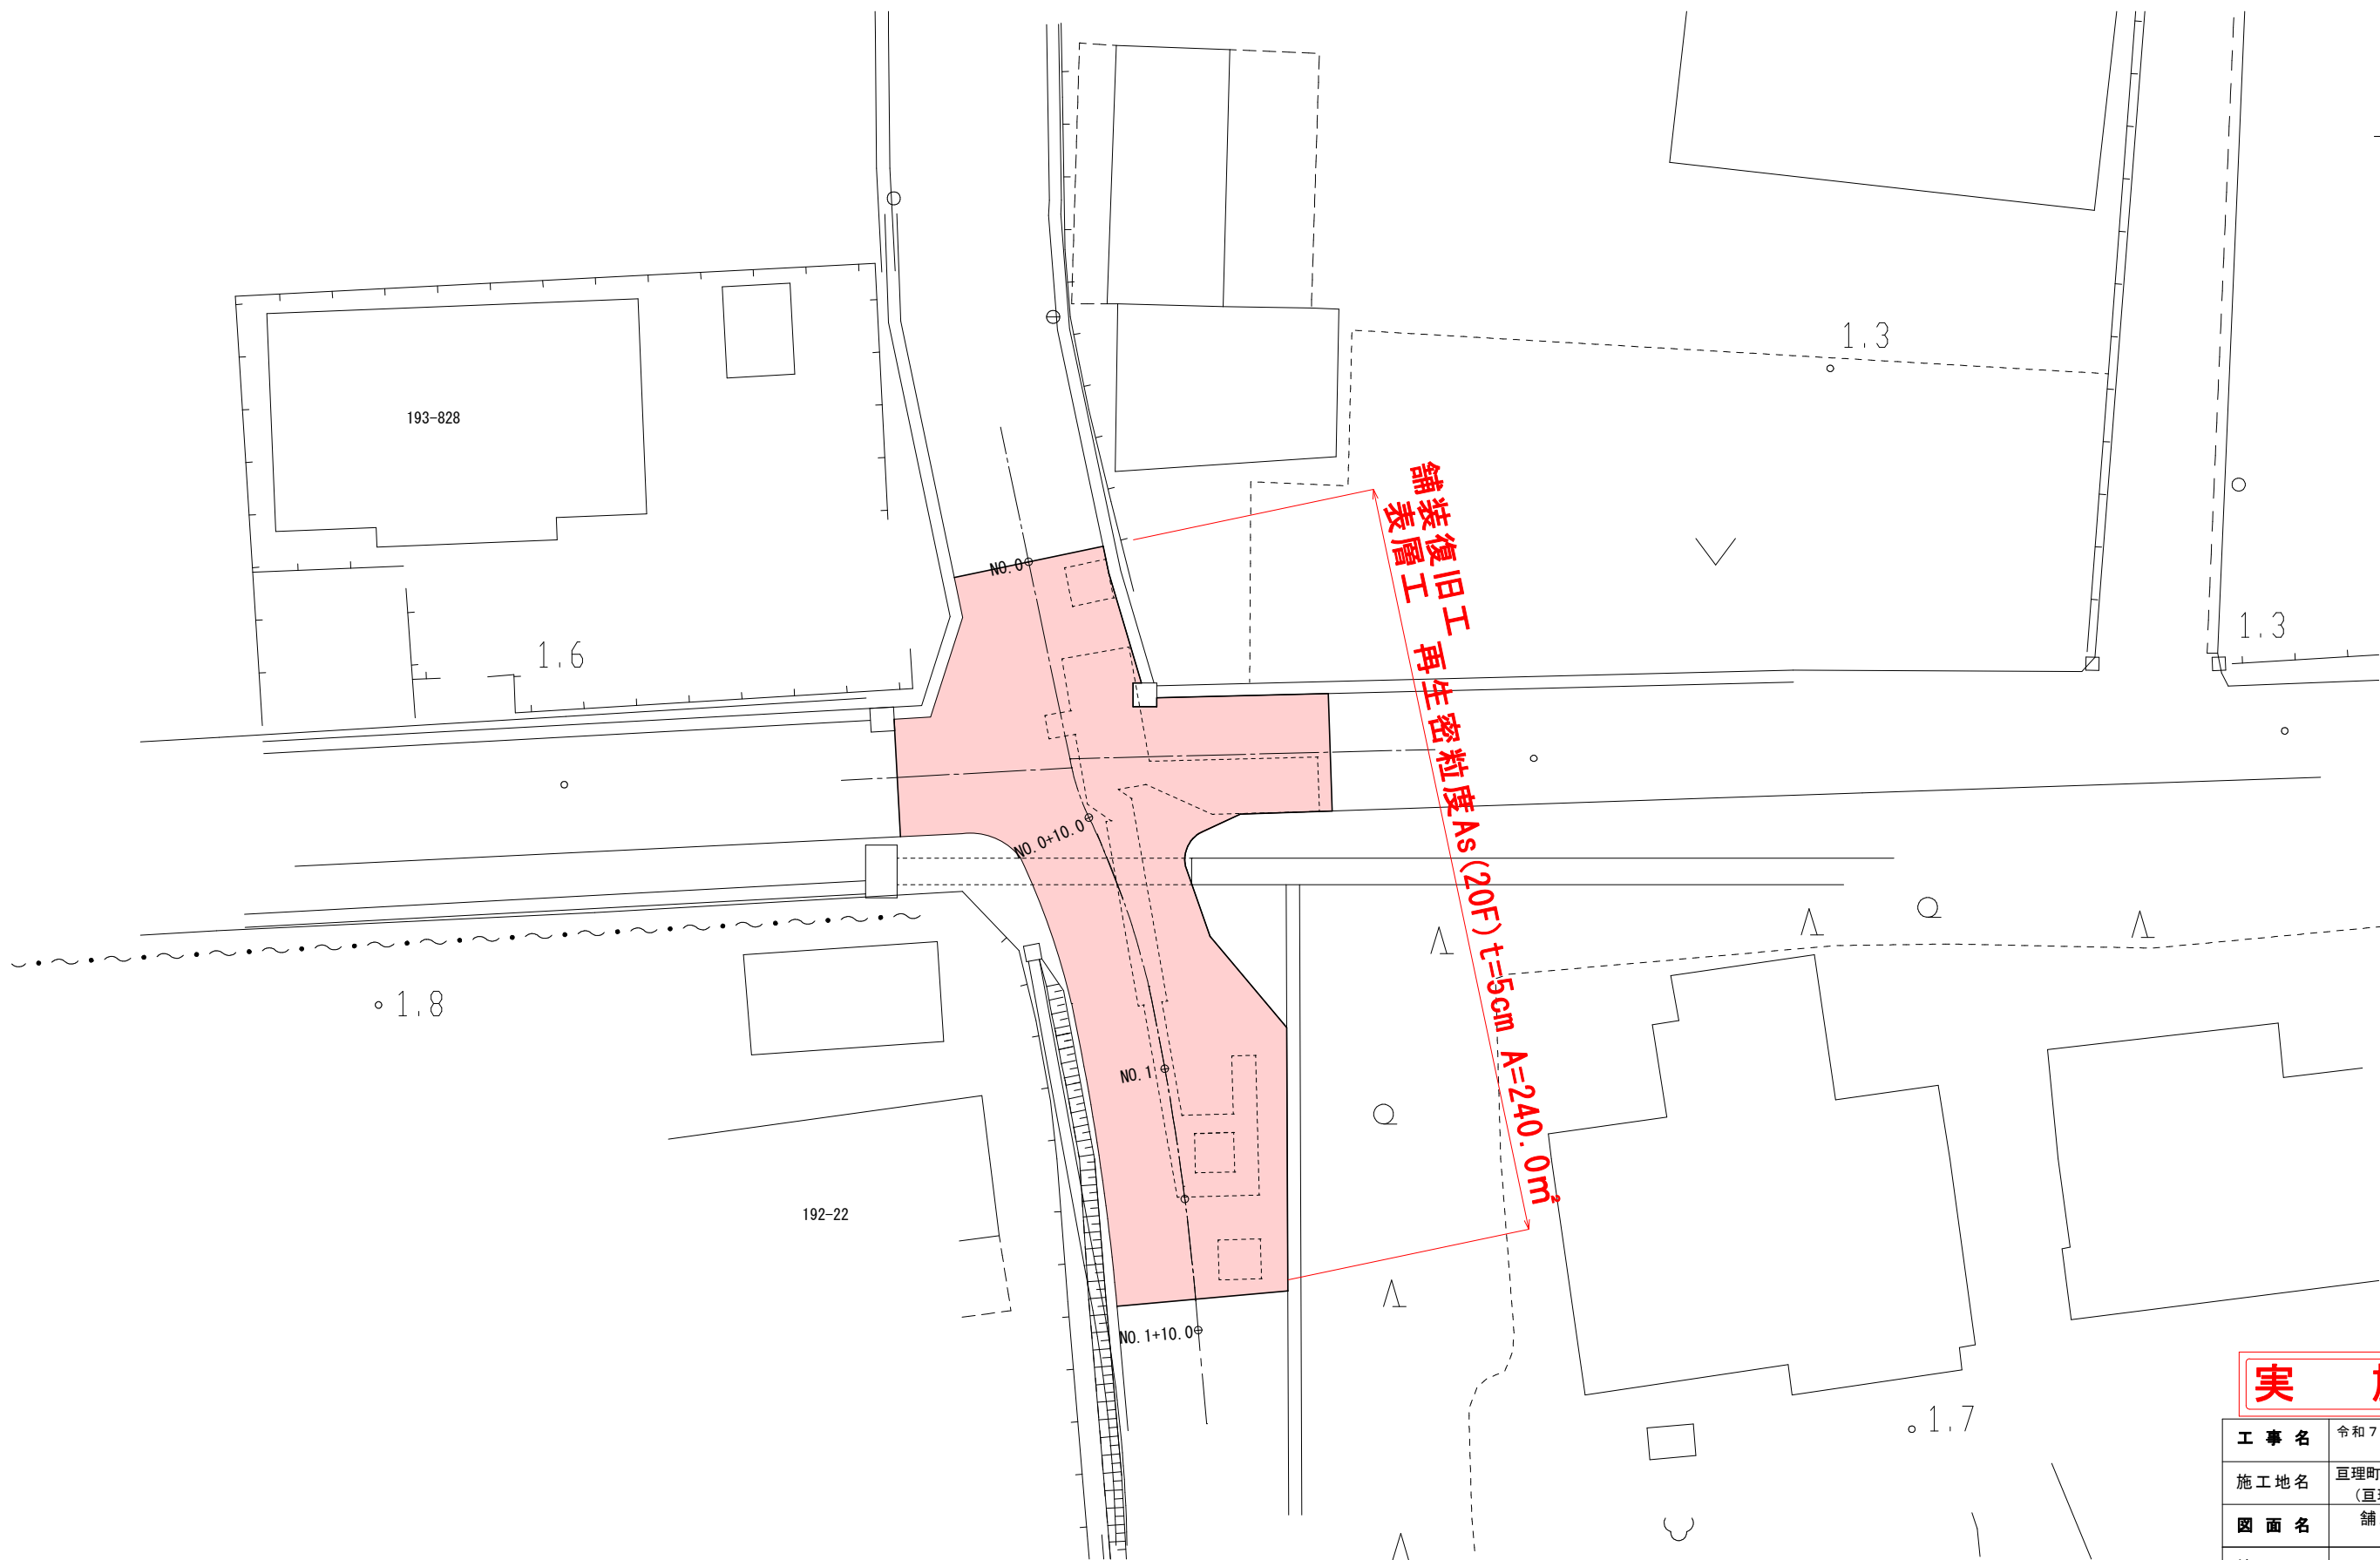 193-828
1.3
舗装復旧工 再生密粒度As(20F)t=5cm A=240.0㎡
表層工
NO.0
1.6
1.3
NO.0+10.0
1.8
NO.1
192-22
NO.1+10.0
1.7
実
工事名 令和7
施工地名 亘理町
図面名 舗